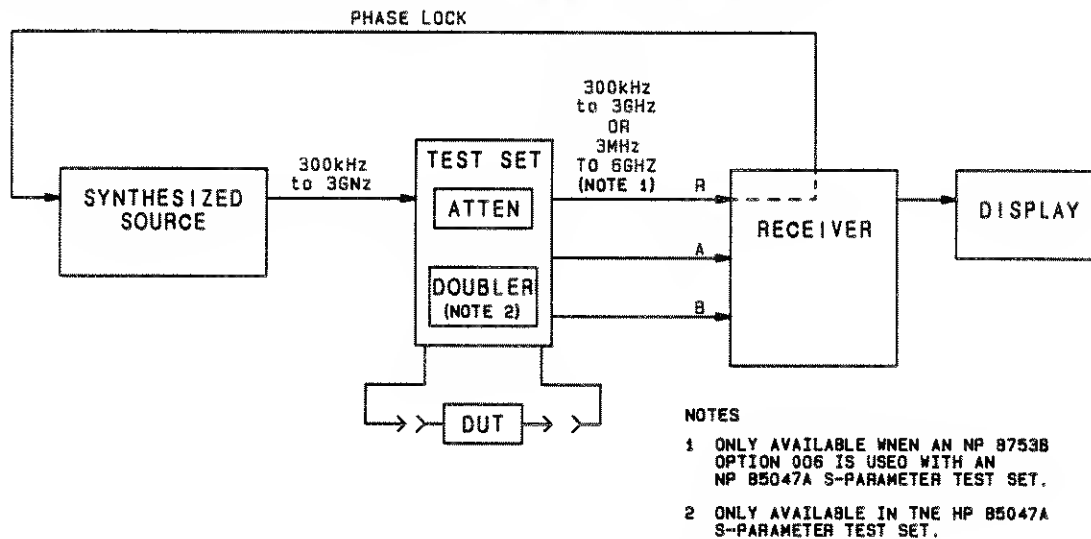 PHASE LOCK
300kHz
to 3GHz
OR
3MHz
TO 6GHZ
(NOTE 1)
300kHz
to 3GNz
TEST SET
ATTEN
DOUBLER
(NOTE 2)
SYNTHESIZED
SOURCE
R
A
B
RECEIVER
DISPLAY
DUT
NOTES
1 ONLY AVAILABLE WNEN AN NP 8753B
OPTION 006 IS USED WITH AN
NP 85047A S-PARAMETER TEST SET.
2 ONLY AVAILABLE IN TNE HP 85047A
S-PARAMETER TEST SET.